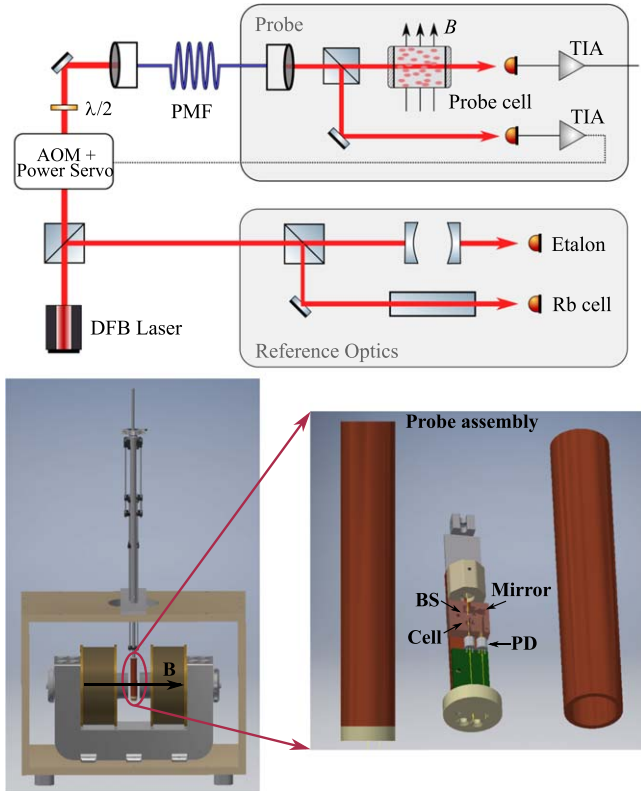 Probe
B
TIA
λ/2
PMF
Probe cell
TIA
AOM +
Power Servo
Etalon
Rb cell
DFB Laser
Reference Optics
Probe assembly
BS
Mirror
Cell
PD
B